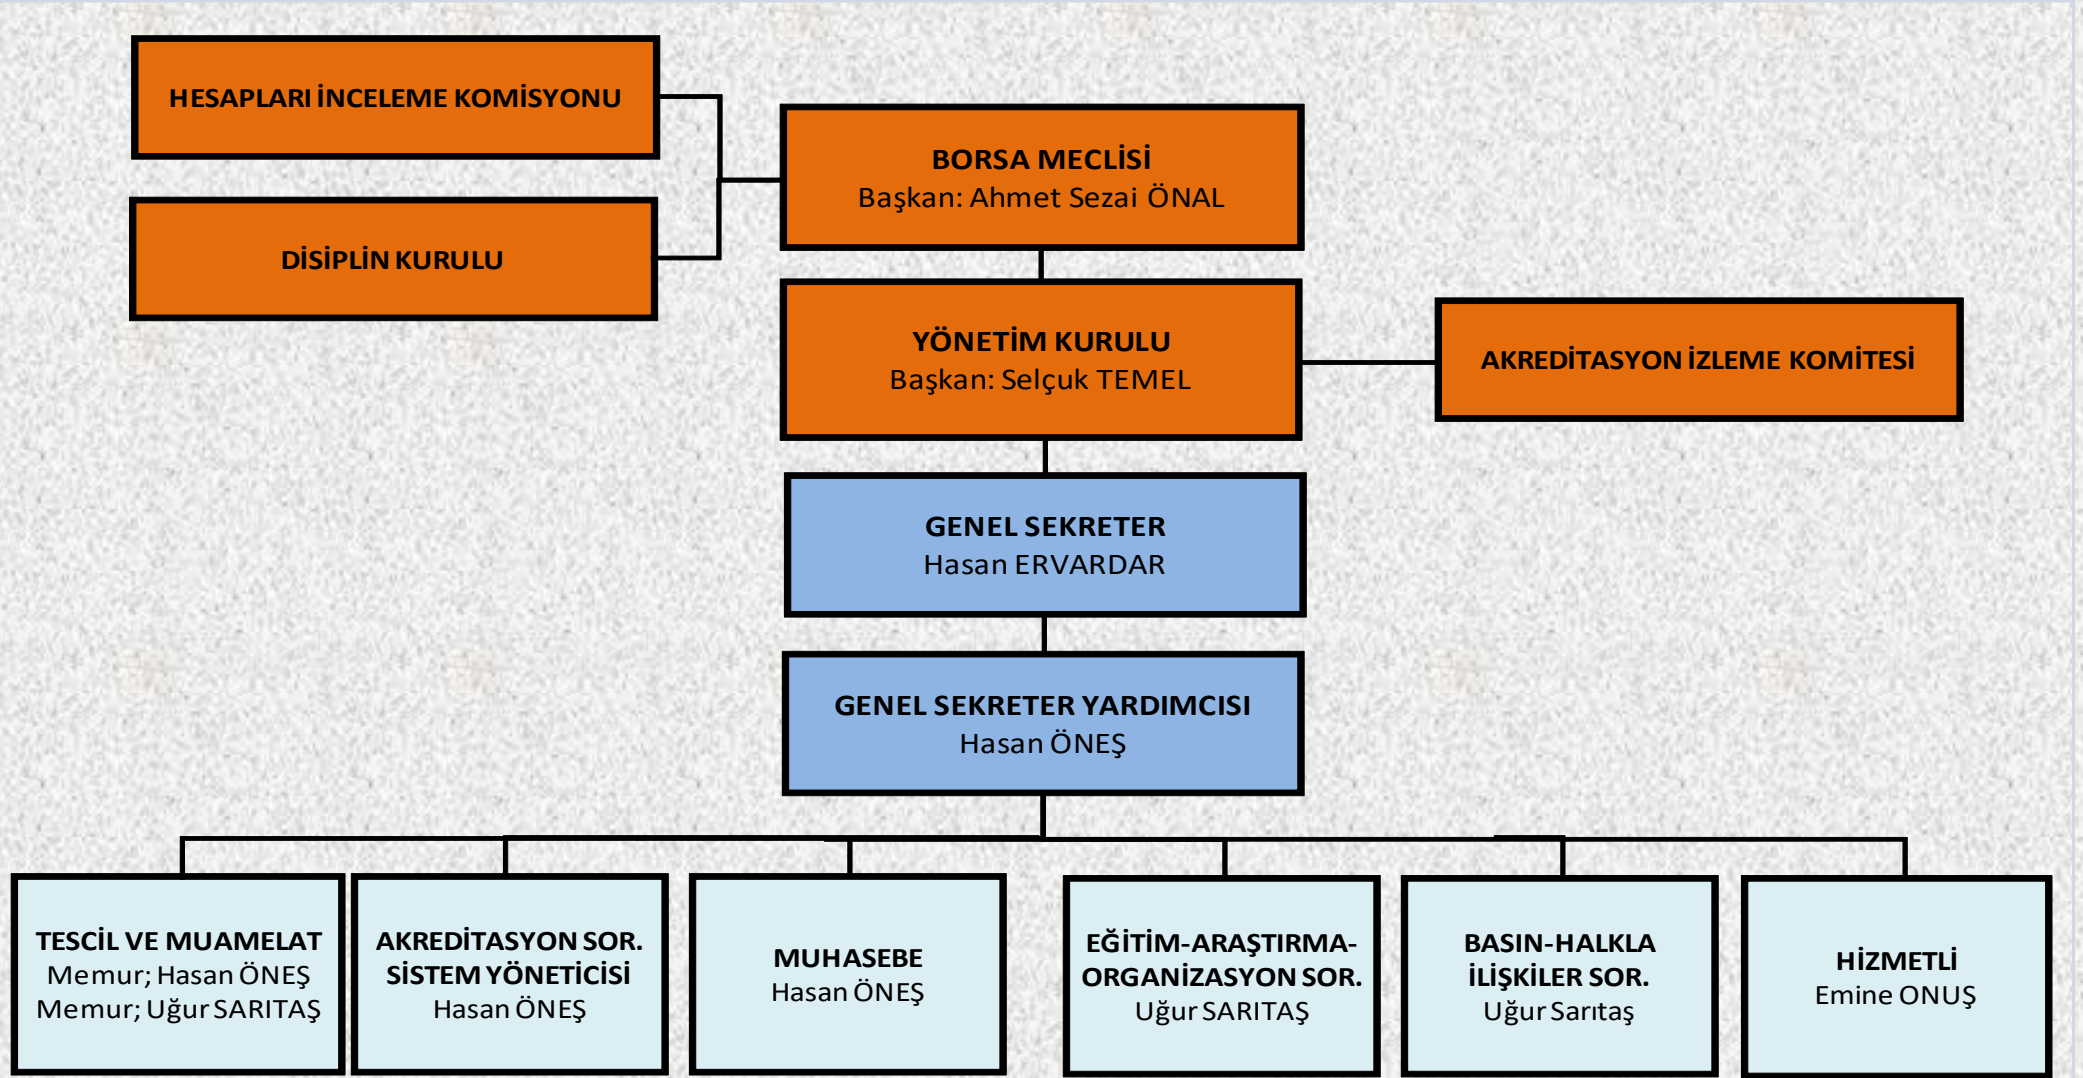 HESAPLARI İNCELEME KOMİSYONU
BORSA MECLİSİ
Başkan: Ahmet Sezai ÖNAL
DİSİPLİN KURULU
YÖNETİM KURULU
Başkan: Selçuk TEMEL
AKREDİTASYON İZLEME KOMİTESİ
GENEL SEKRETER
Hasan ERVARDAR
GENEL SEKRETER YARDIMCISI
Hasan ÖNEŞ
TESCİL VE MUAMELAT
Memur; Hasan ÖNEŞ
Memur; Uğur SARITAŞ
AKREDİTASYON SOR.
SİSTEM YÖNETİCİSİ
Hasan ÖNEŞ
MUHASEBE
Hasan ÖNEŞ
EĞİTİM-ARAŞTIRMA-
ORGANİZASYON SOR.
Uğur SARITAŞ
BASIN-HALKLA
İLİŞKİLER SOR.
Uğur Sarıtaş
HİZMETLİ
Emine ONUŞ